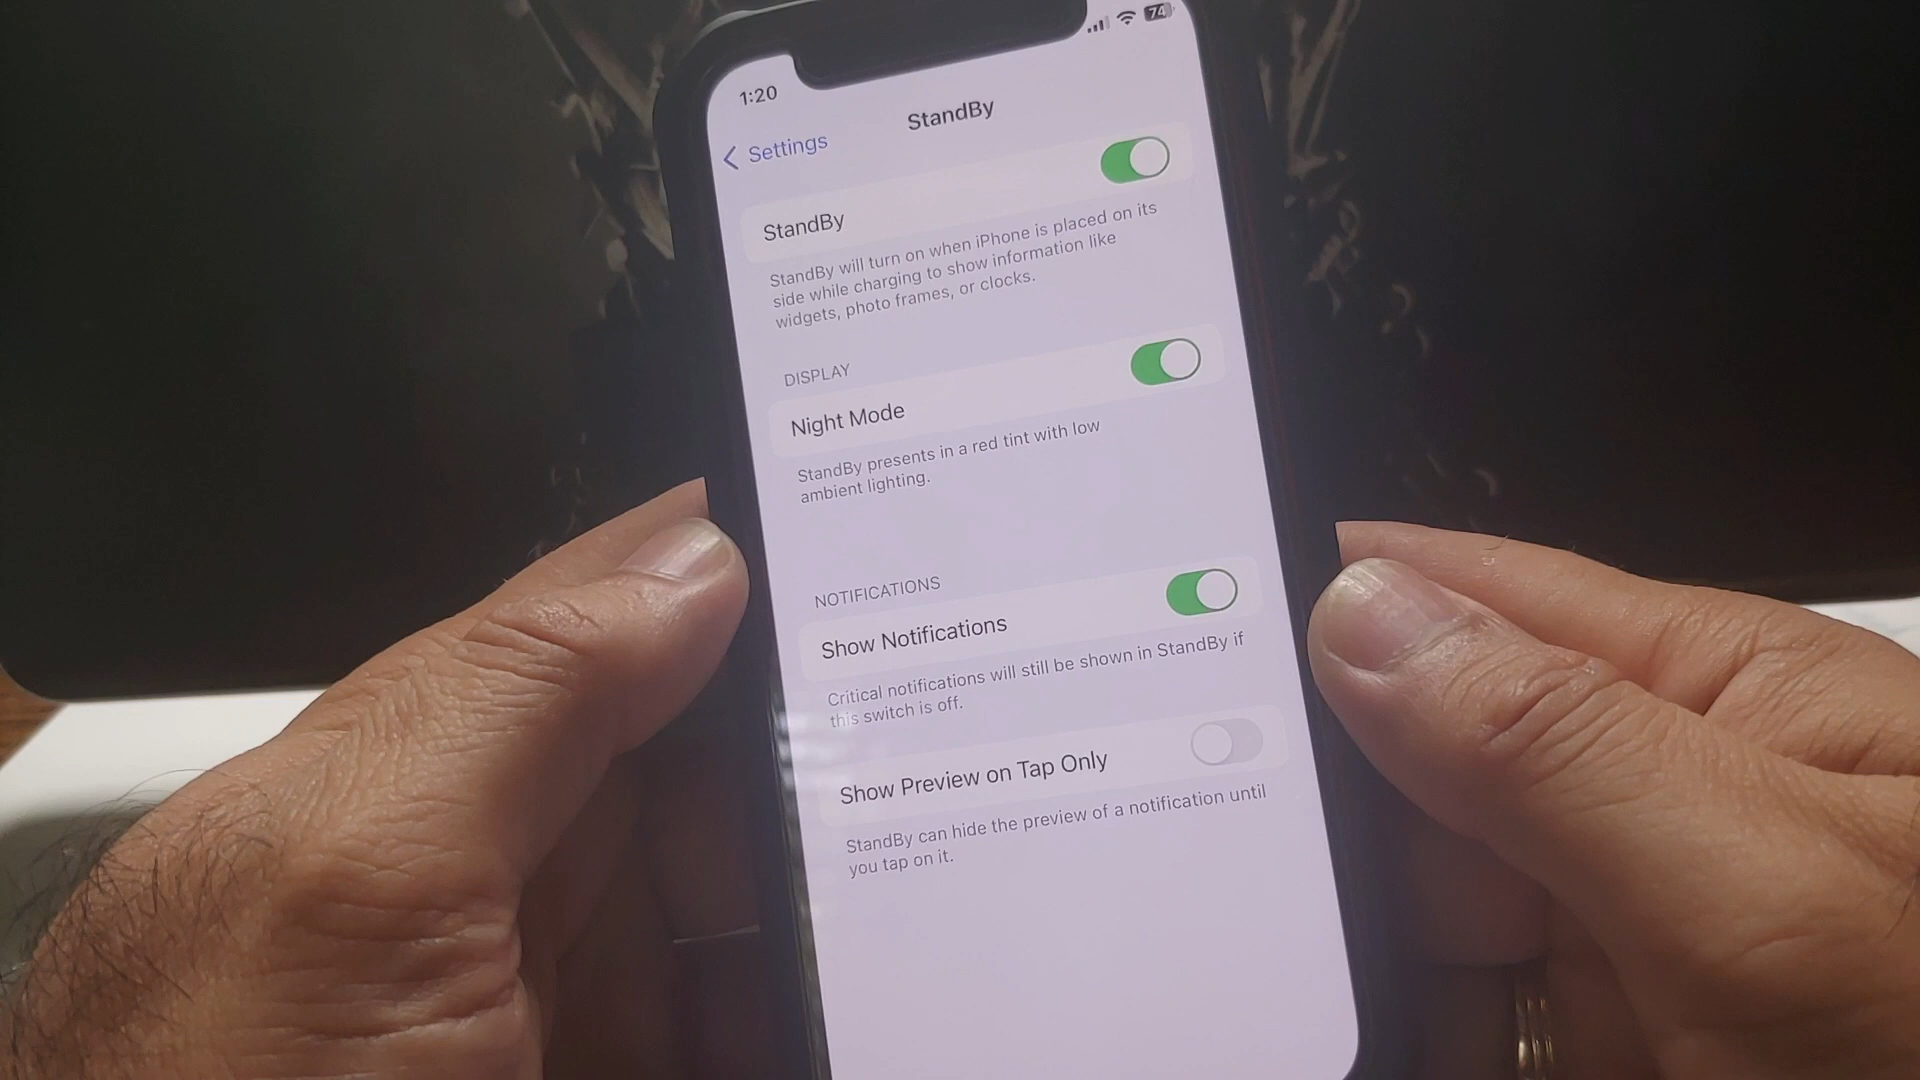 1:20
74
Settings
StandBy
StandBy
StandBy will turn on when iPhone is placed on its
side while charging to show information like
widgets, photo frames, or clocks.
DISPLAY
Night Mode
StandBy presents in a red tint with low
ambient lighting.
NOTIFICATIONS
Show Notifications
Critical notifications will still be shown in StandBy if
this switch is off.
Show Preview on Tap Only
StandBy can hide the preview of a notification until
you tap on it.